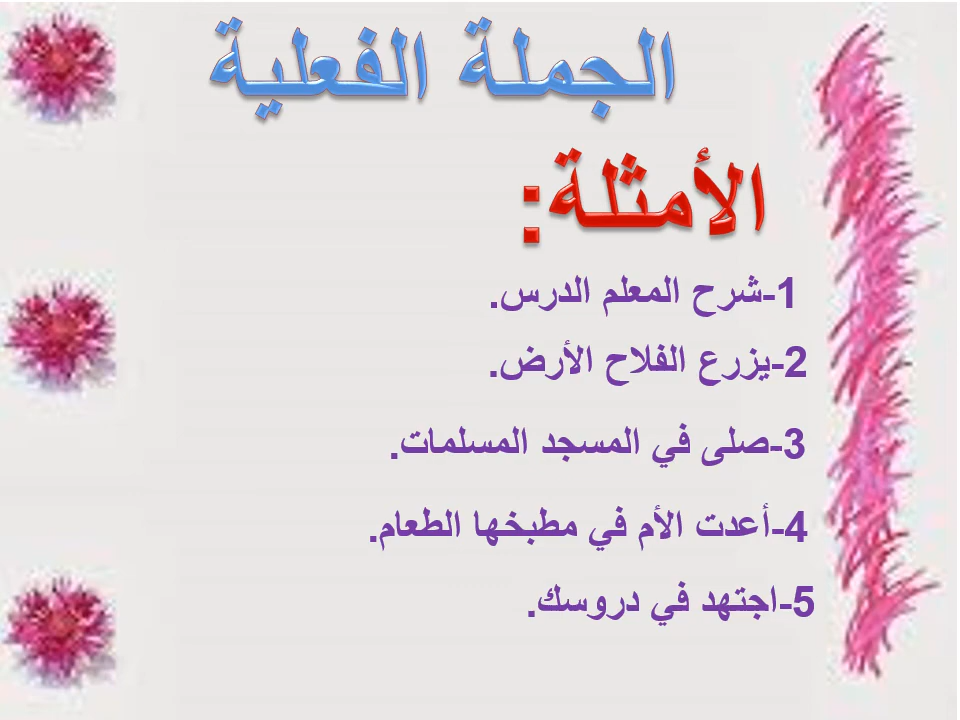 الجملة الفعلية
الأمثلة:
1-شرح المعلم الدرس.
2-يزرع الفلاح الأرض.
3-صلى في المسجد المسلمات.
4-أعدت الأم في مطبخها الطعام.
5-اجتهد في دروسك.